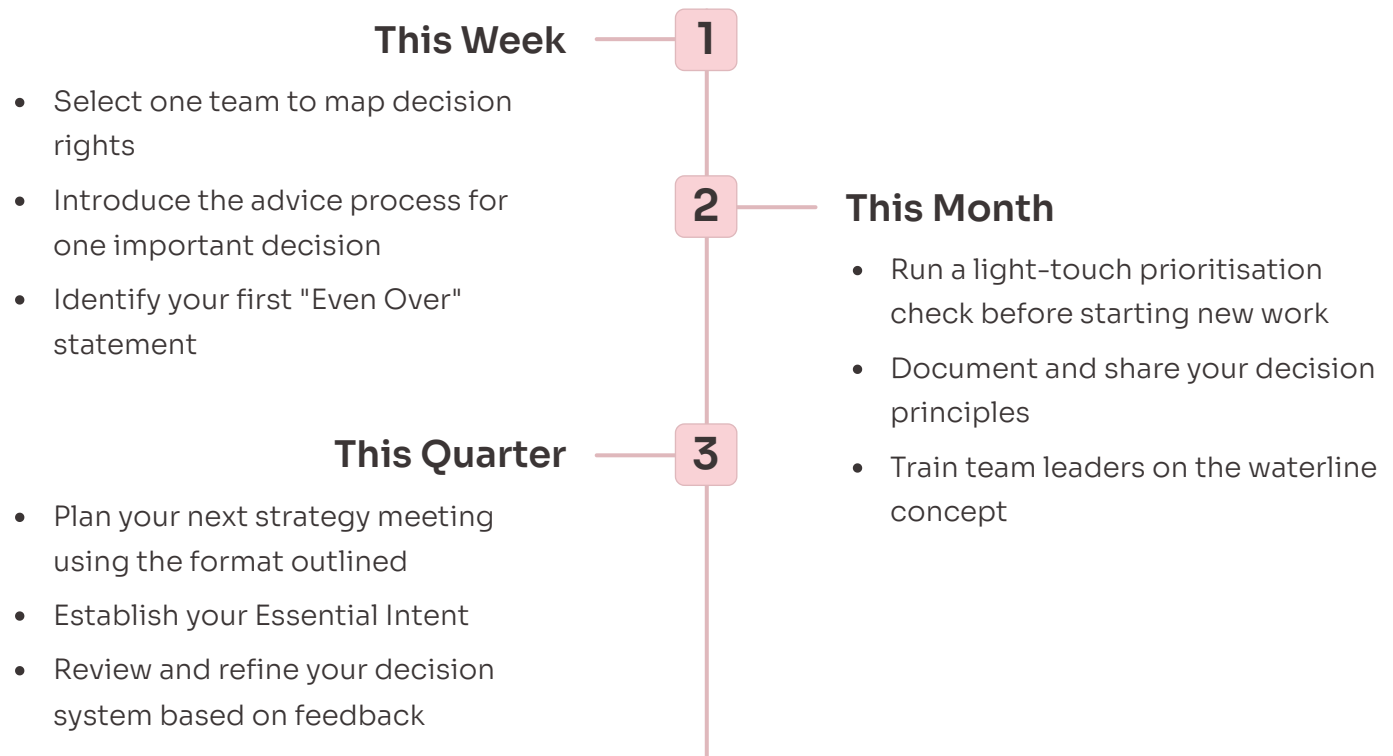 This Week
1
• Select one team to map decision
rights
• Introduce the advice process for
one important decision
• Identify your first "Even Over"
statement
2
This Month
• Run a light-touch prioritisation
check before starting new work
• Document and share your decision
principles
• Train team leaders on the waterline
concept
This Quarter
3
• Plan your next strategy meeting
using the format outlined
• Establish your Essential Intent
• Review and refine your decision
system based on feedback